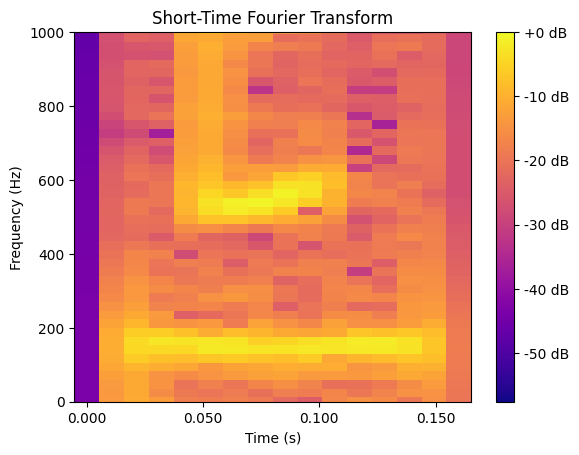 Short-Time Fourier Transform
Frequency (Hz)
1000
800
600
400
200
0
0.000
0.050
0.100
0.150
Time (s)
+0 dB
-10 dB
-20 dB
-30 dB
-40 dB
-50 dB